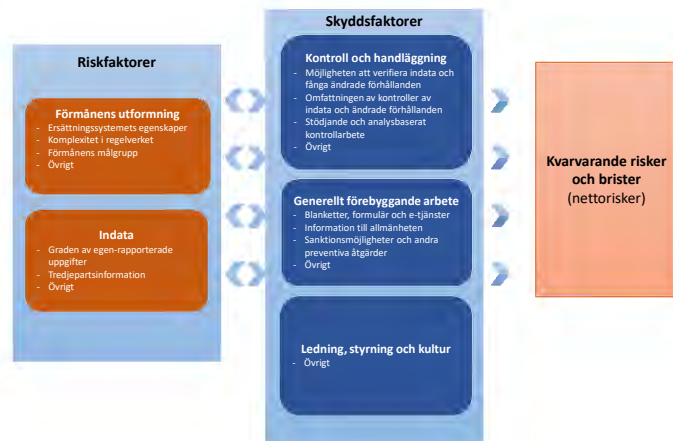 Riskfaktorer
Förmånens utformning
- Ersättningssystemets egenskaper
- Komplexitet i regelverket
- Förmånens målgrupp
- Övrigt
Indata
- Graden av egen-rapporterade
uppgifter
- Tredjepartsinformation
- Övrigt
Skyddsfaktorer
Kontroll och handläggning
- Möjligheten att verifiera indata och
fånga ändrade förhållanden
- Omfattningen av kontroller av
indata och ändrade förhållanden
- Stödjande och analysbaserat
kontrollarbete
- Övrigt
Generellt förebyggande arbete
- Blanketter, formulär och e-tjänster
- Information till allmänheten
- Sanktionsmöjligheter och andra
preventiva åtgärder
- Övrigt
Ledning, styrning och kultur
- Övrigt
Kvarvarande risker
och brister
(nettorisker)